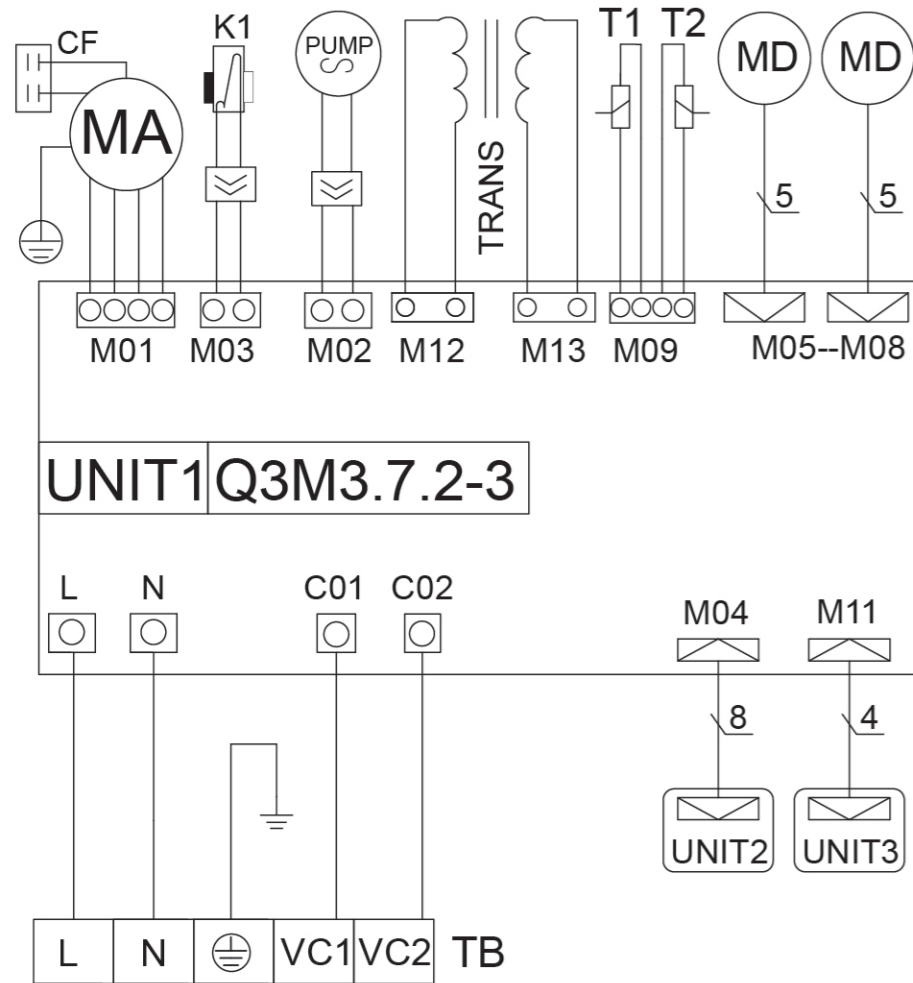 CF
K1
PUMP
T1
T2
MD
MD
MA
TRANS
5
5
M01
M03
M02
M12
M13
M09
M05--M08
UNIT1
Q3M3.7.2-3
L
N
C01
C02
M04
M11
8
4
UNIT2
UNIT3
L
N
VC1
VC2
TB